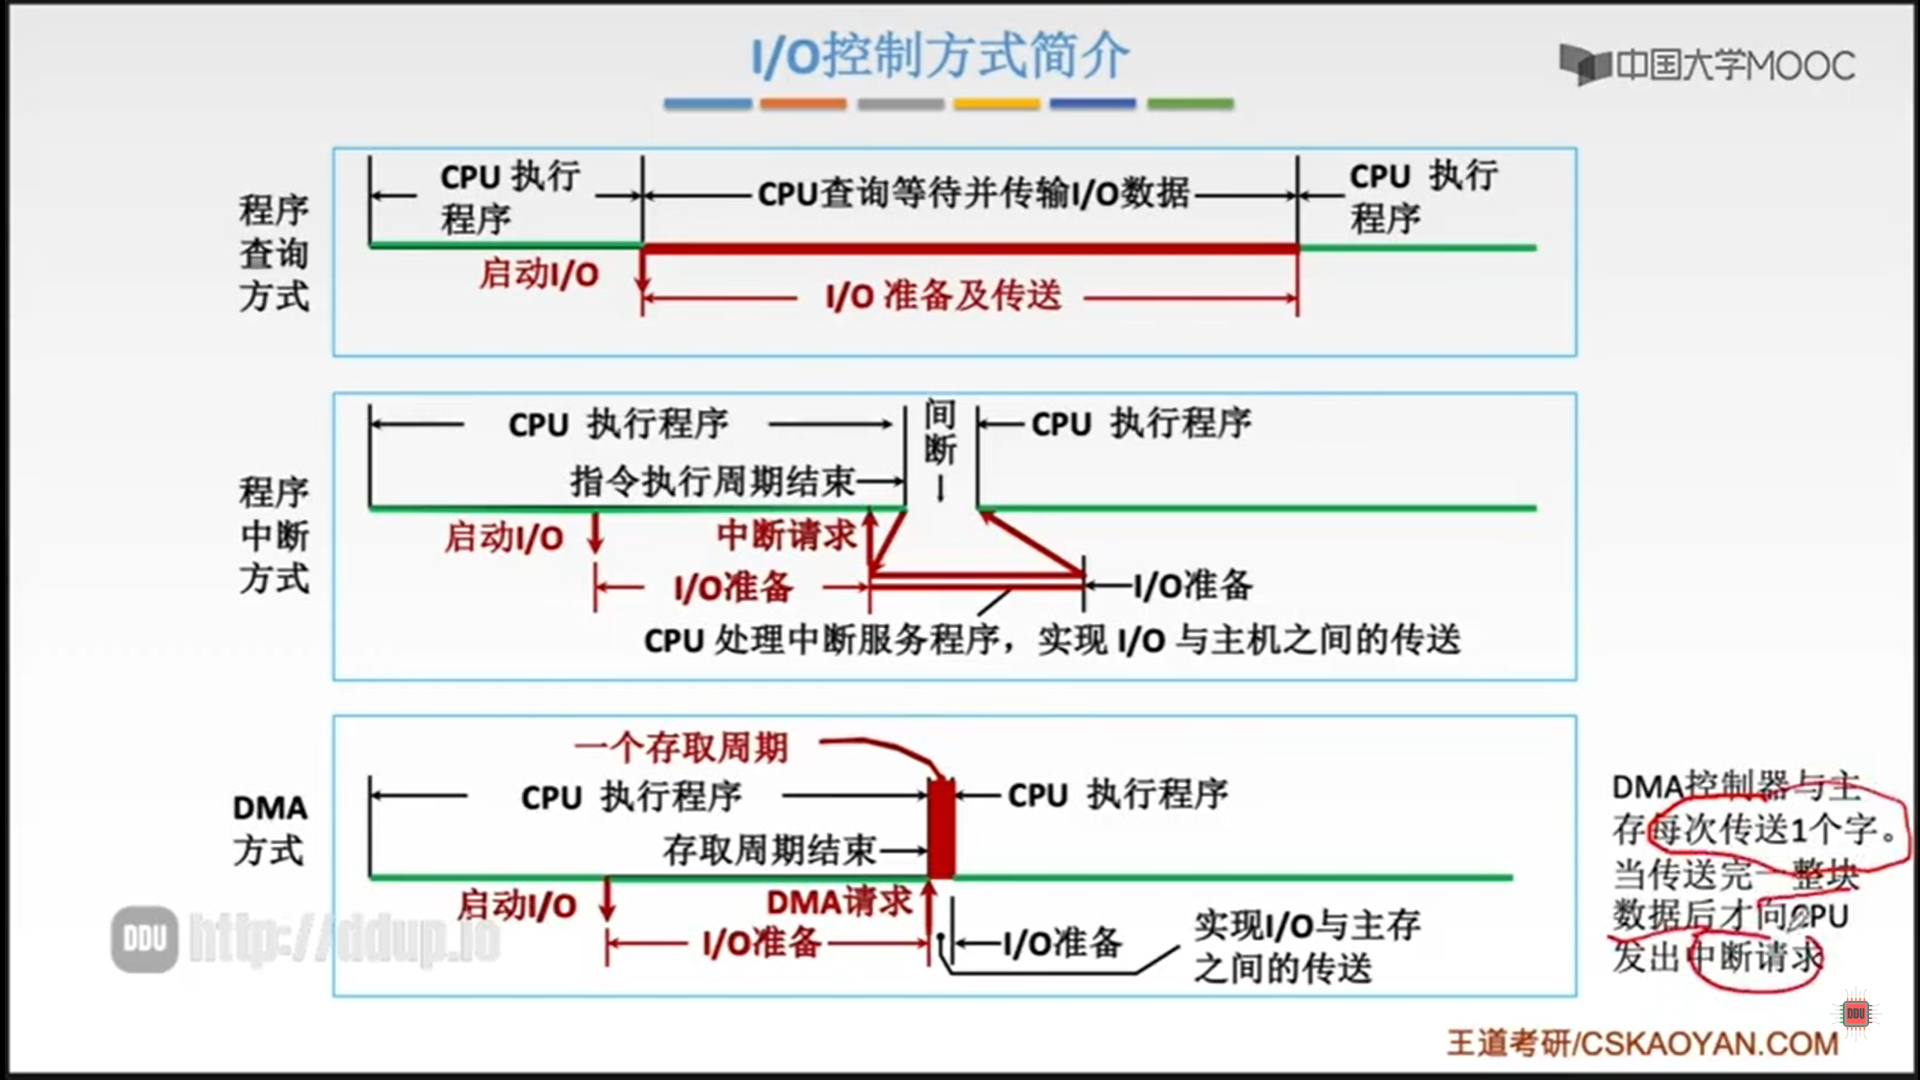 I/O控制方式简介
中国大学MOOC
程序
查询
方式
CPU 执行
程序
CPU查询等待并传输I/O数据
CPU 执行
程序
启动I/O
I/O 准备及传送
程序
中断
方式
CPU 执行程序
间
断
CPU 执行程序
指令执行周期结束
启动I/O
中断请求
I/O准备
I/O准备
CPU 处理中断服务程序，实现 I/O 与主机之间的传送
DMA
方式
一个存取周期
CPU 执行程序
CPU 执行程序
存取周期结束
启动I/O
DMA请求
I/O准备
I/O准备
实现I/O与主存
之间的传送
DMA控制器与主
存每次传送1个字。
当传送完一整块
数据后才向CPU
发出中断请求
DDU http://ddup.io
DDU
王道考研/CSKAOYAN.COM